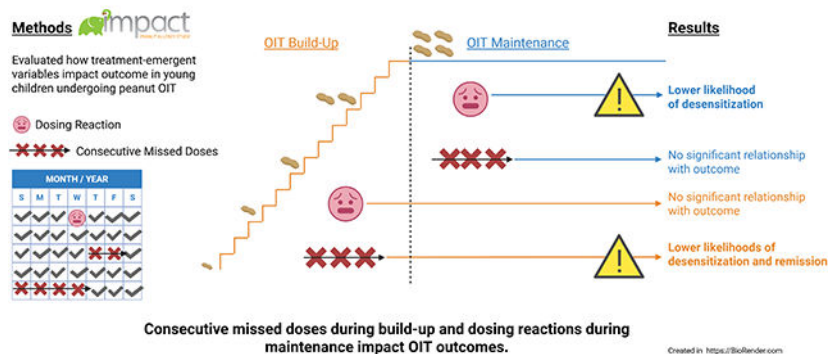 Methods
impact
Evaluated how treatment-emergent
variables impact outcome in young
children undergoing peanut OIT
Dosing Reaction
Consecutive Missed Doses
MONTH / YEAR
S M T W T F S
OIT Build-Up
OIT Maintenance
Results
Lower likelihood
of desensitization
No significant relationship
with outcome
No significant relationship
with outcome
Lower likelihoods of
desensitization and remission
Consecutive missed doses during build-up and dosing reactions during
maintenance impact OIT outcomes.
Created in https://BioRender.com